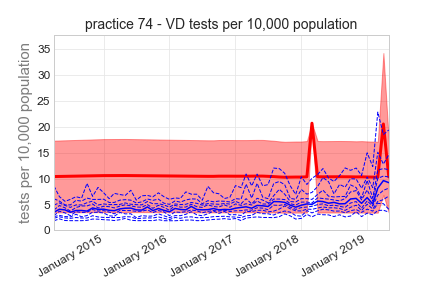 practice 74 - VD tests per 10,000 population
tests per 10,000 population
35
30
25
20
15
10
5
0
January 2015
January 2016
January 2017
January 2018
January 2019